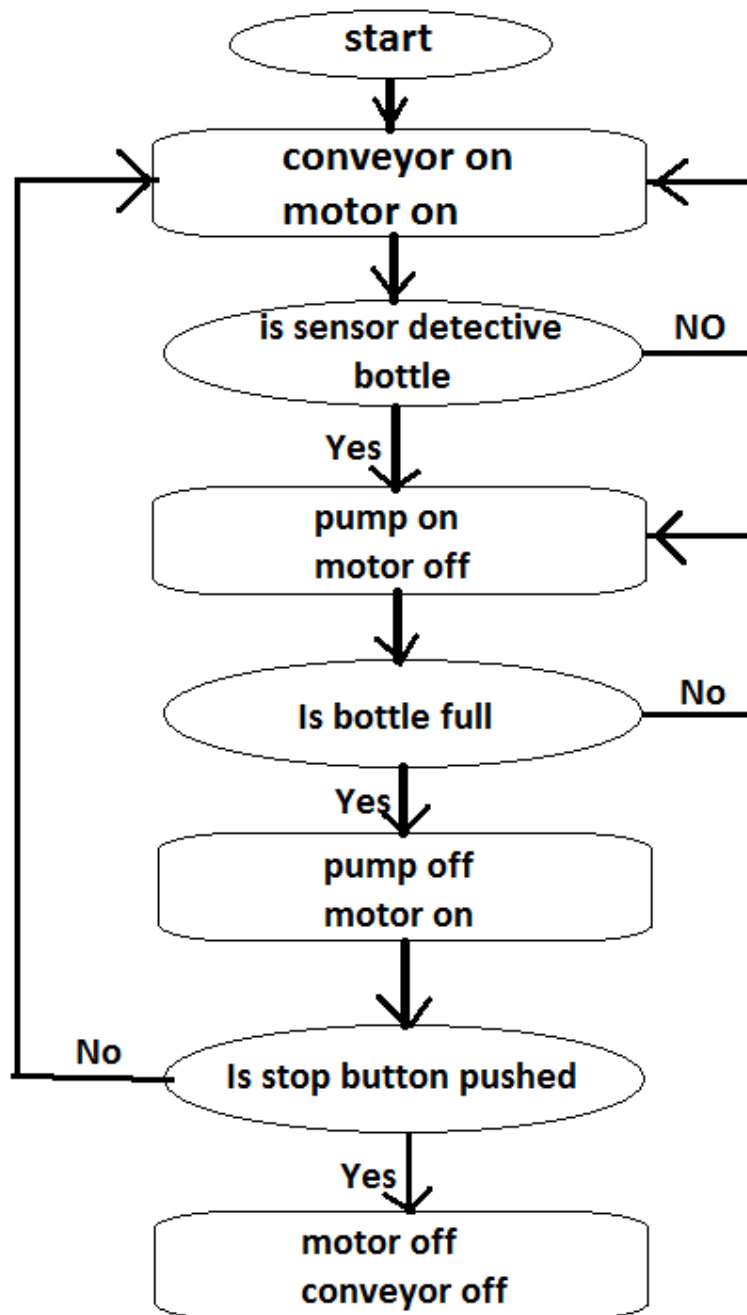 start
conveyor on
motor on
is sensor detective
bottle
NO
Yes
pump on
motor off
Is bottle full
No
Yes
pump off
motor on
Is stop button pushed
No
Yes
motor off
conveyor off